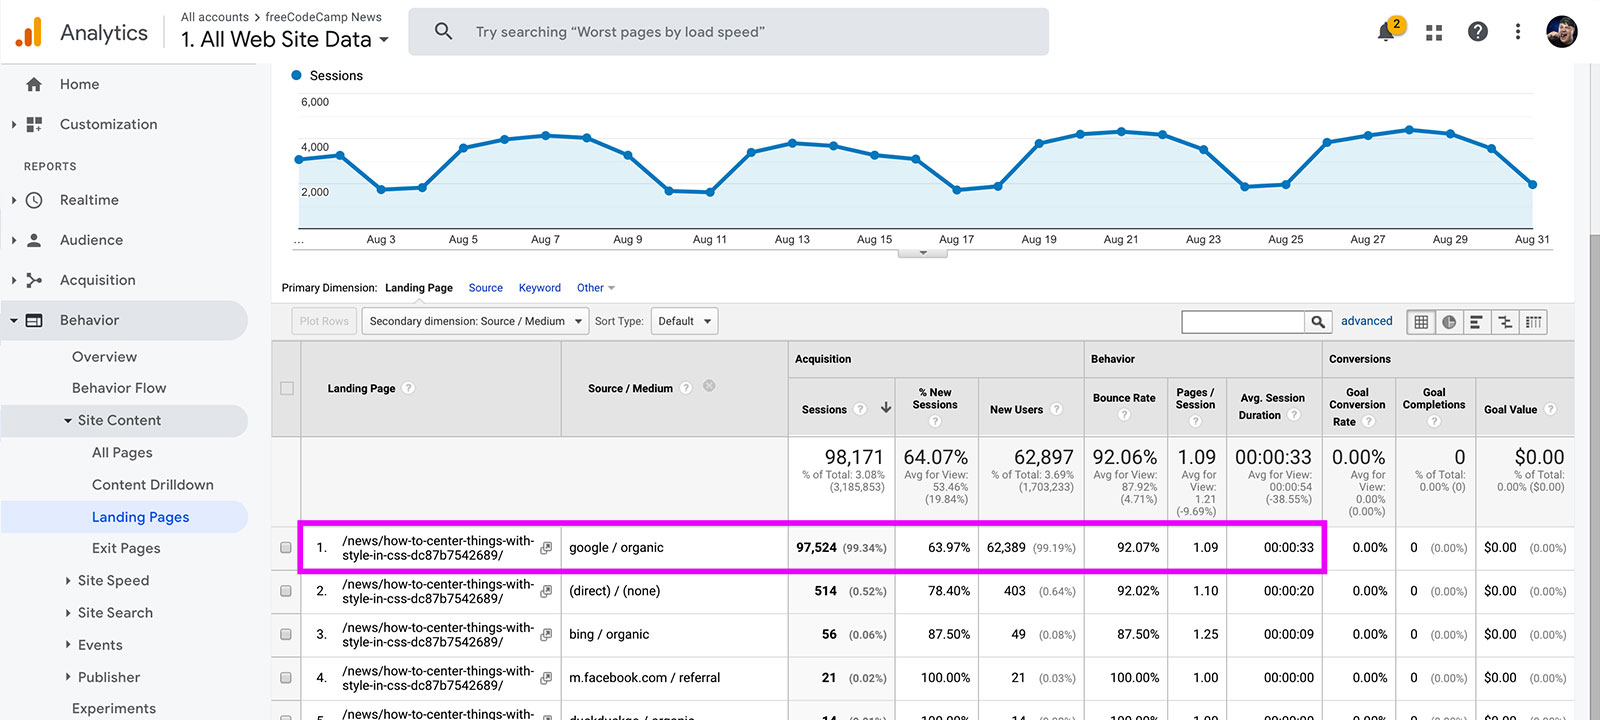 Analytics
All accounts > freeCodeCamp News
1. All Web Site Data
Try searching “Worst pages by load speed”
2
Home
Customization
REPORTS
Realtime
Audience
Acquisition
Behavior
Overview
Behavior Flow
Site Content
All Pages
Content Drilldown
Landing Pages
Exit Pages
Site Speed
Site Search
Events
Publisher
Experiments
Sessions
6,000
4,000
2,000
... Aug 3 Aug 5 Aug 7 Aug 9 Aug 11 Aug 13 Aug 15 Aug 17 Aug 19 Aug 21 Aug 23 Aug 25 Aug 27 Aug 29 Aug 31
Primary Dimension: Landing Page Source Keyword Other
Plot Rows Secondary dimension: Source / Medium Sort Type: Default advanced
Landing Page ? Source / Medium ?
Acquisition Behavior Conversions
Sessions ?
% New
Sessions
?
New Users ?
Bounce Rate
?
Pages /
Session
?
Avg. Session
Duration ?
Goal
Conversion
Rate ?
Goal
Completions
?
Goal Value ?
98,171
% of Total: 3.08%
(3,185,853)
64.07%
Avg for View:
53.46%
(19.84%)
62,897
% of Total: 3.69%
(1,703,233)
92.06%
Avg for View:
87.92%
(4.71%)
1.09
Avg for
View:
1.21
(-9.69%)
00:00:33
Avg for View:
00:00:54
(-38.55%)
0.00%
Avg for
View:
0.00%
(0.00%)
0
% of Total:
0.00% (0)
$0.00
% of Total:
0.00% ($0.00)
1. /news/how-to-center-things-with-
style-in-css-dc87b7542689/
google / organic 97,524 (99.34%) 63.97% 62,389 (99.19%) 92.07% 1.09 00:00:33 0.00% 0 (0.00%) $0.00 (0.00%)
2. /news/how-to-center-things-with-
style-in-css-dc87b7542689/
(direct) / (none) 514 (0.52%) 78.40% 403 (0.64%) 92.02% 1.10 00:00:20 0.00% 0 (0.00%) $0.00 (0.00%)
3. /news/how-to-center-things-with-
style-in-css-dc87b7542689/
bing / organic 56 (0.06%) 87.50% 49 (0.08%) 87.50% 1.25 00:00:09 0.00% 0 (0.00%) $0.00 (0.00%)
4. /news/how-to-center-things-with-
style-in-css-dc87b7542689/
m.facebook.com / referral 21 (0.02%) 100.00% 21 (0.03%) 100.00% 1.00 00:00:00 0.00% 0 (0.00%) $0.00 (0.00%)
/news/how-to-center-things-with-